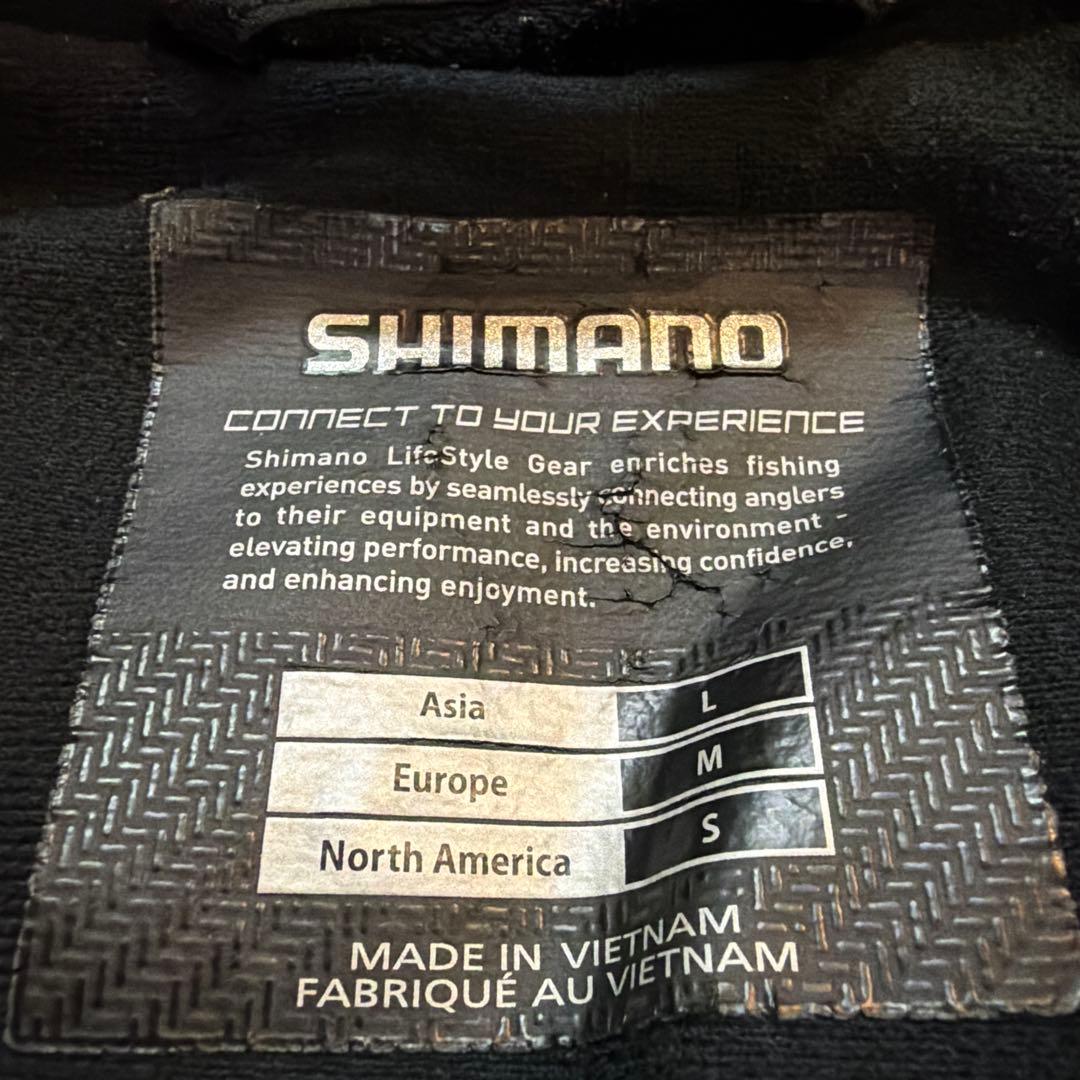 SHIMANO
CONNECT TO YOUR EXPERIENCE
Shimano LifeStyle Gear enriches fishing
experiences by seamlessly connecting anglers
to their equipment and the environment -
elevating performance, increasing confidence,
and enhancing enjoyment.
Asia L
Europe M
North America S
MADE IN VIETNAM
FABRIQUÉ AU VIETNAM